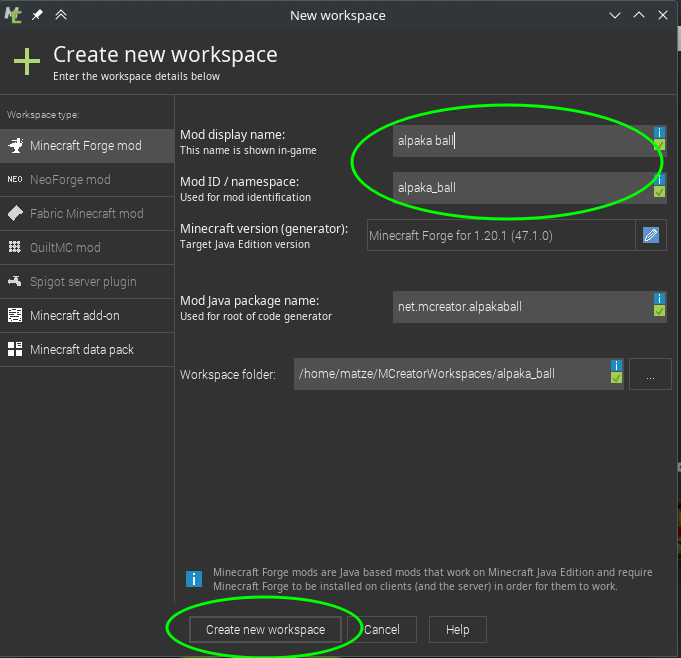 New workspace
Create new workspace
Enter the workspace details below
Workspace type:
Minecraft Forge mod
NEO NeoForge mod
Fabric Minecraft mod
QuiltMC mod
Spigot server plugin
Minecraft add-on
Minecraft data pack
Mod display name:
This name is shown in-game
alpaka ball
Mod ID / namespace:
Used for mod identification
alpaka_ball
Minecraft version (generator):
Target Java Edition version
Minecraft Forge for 1.20.1 (47.1.0)
Mod Java package name:
Used for root of code generator
net.mcreator.alpakaball
Workspace folder:
/home/matze/MCreatorWorkspaces/alpaka_ball
...
Minecraft Forge mods are Java based mods that work on Minecraft Java Edition and require
Minecraft Forge to be installed on clients (and the server) in order for them to work.
Create new workspace
Cancel
Help